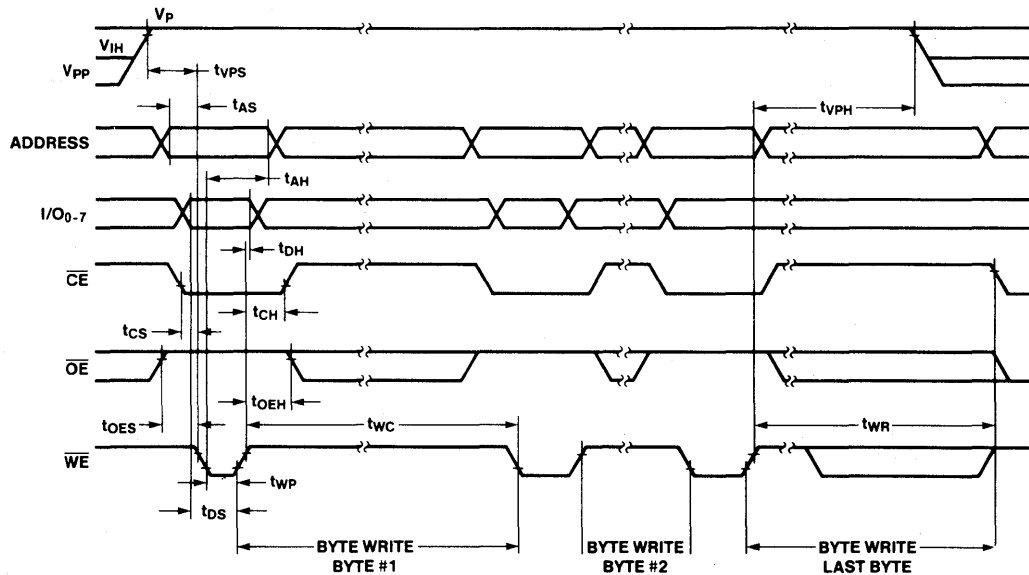 VP
VIH
VPP
tVPS
tAS
tVPH
ADDRESS
tAH
I/O0-7
tDH
CE
tCH
tCS
OE
tOEH
tOES
tWC
tWR
WE
tWP
tDS
BYTE WRITE
BYTE #1
BYTE WRITE
BYTE #2
BYTE WRITE
LAST BYTE